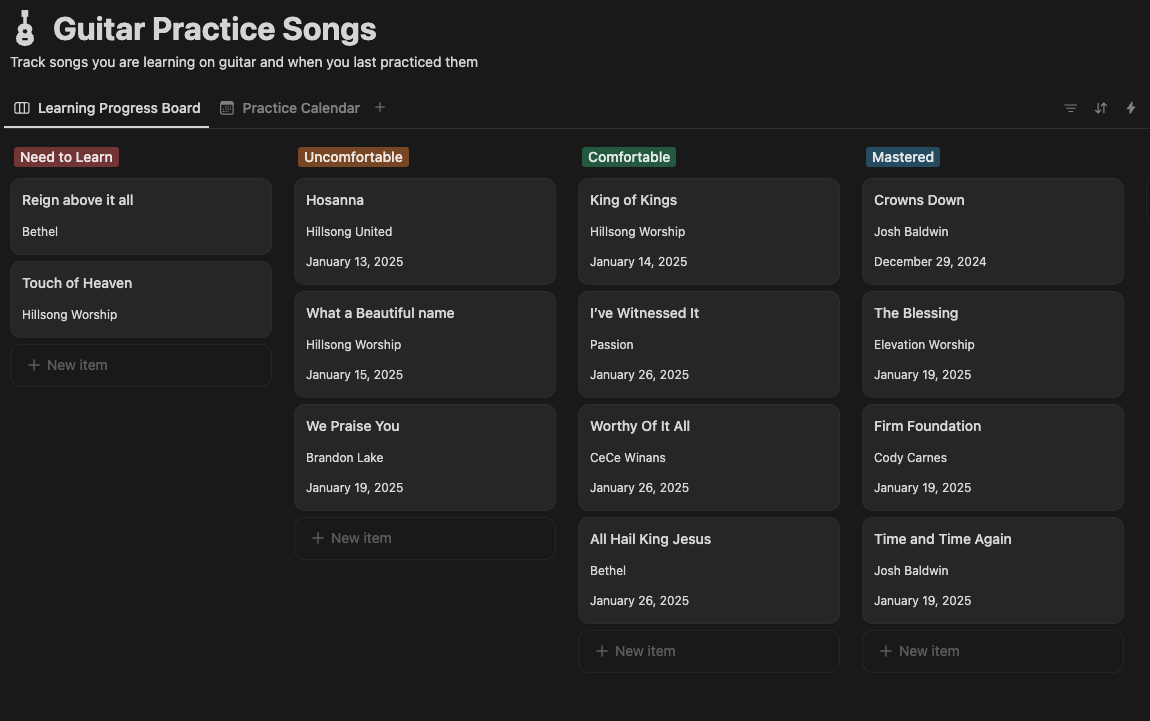 Guitar Practice Songs
Track songs you are learning on guitar and when you last practiced them
Learning Progress Board
Practice Calendar
Need to Learn
Reign above it all
Bethel
Touch of Heaven
Hillsong Worship
New item
Uncomfortable
Hosanna
Hillsong United
January 13, 2025
What a Beautiful name
Hillsong Worship
January 15, 2025
We Praise You
Brandon Lake
January 19, 2025
New item
Comfortable
King of Kings
Hillsong Worship
January 14, 2025
I’ve Witnessed It
Passion
January 26, 2025
Worthy Of It All
CeCe Winans
January 26, 2025
All Hail King Jesus
Bethel
January 26, 2025
New item
Mastered
Crowns Down
Josh Baldwin
December 29, 2024
The Blessing
Elevation Worship
January 19, 2025
Firm Foundation
Cody Carnes
January 19, 2025
Time and Time Again
Josh Baldwin
January 19, 2025
New item